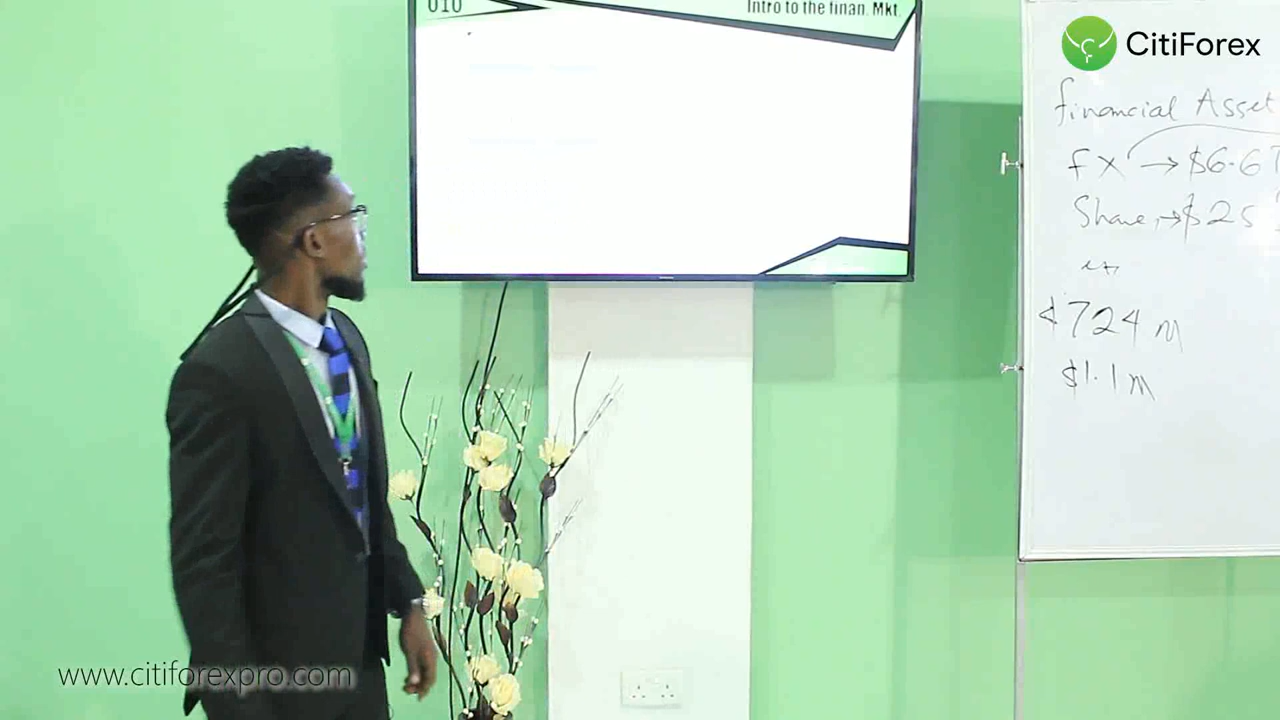 010
Intro to the finan. Mkt
CitiForex
financial Asset
fx → $6.6T
Share, → $25
etc
724 M
$1.1 M
www.citiforexpro.com